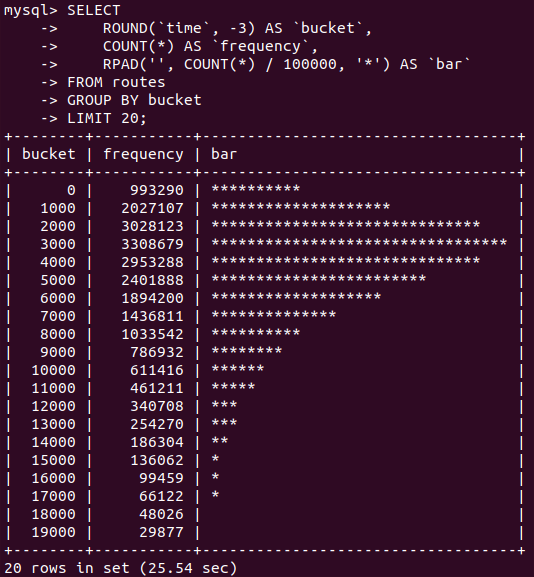 mysql> SELECT
    ->     ROUND(`time`, -3) AS `bucket`,
    ->     COUNT(*) AS `frequency`,
    ->     RPAD('', COUNT(*) / 100000, '*') AS `bar`
    -> FROM routes
    -> GROUP BY bucket
    -> LIMIT 20;
+--------+-----------+-----------------------------------+
| bucket | frequency | bar                               |
+--------+-----------+-----------------------------------+
|      0 |    993290 | **********                        |
|   1000 |   2027107 | ********************              |
|   2000 |   3028123 | ******************************    |
|   3000 |   3308679 | ********************************* |
|   4000 |   2953288 | ******************************    |
|   5000 |   2401888 | ************************          |
|   6000 |   1894200 | *******************               |
|   7000 |   1436811 | **************                    |
|   8000 |   1033542 | **********                        |
|   9000 |    786932 | ********                          |
|  10000 |    611416 | ******                            |
|  11000 |    461211 | *****                             |
|  12000 |    340708 | ***                               |
|  13000 |    254270 | ***                               |
|  14000 |    186304 | **                                |
|  15000 |    136062 | *                                 |
|  16000 |     99459 | *                                 |
|  17000 |     66122 | *                                 |
|  18000 |     48026 |                                   |
|  19000 |     29877 |                                   |
+--------+-----------+-----------------------------------+
20 rows in set (25.54 sec)